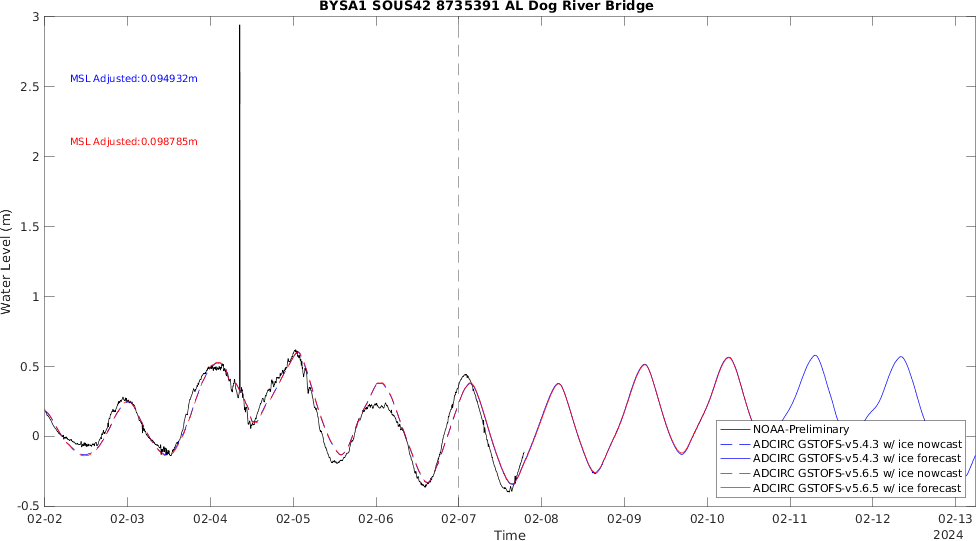 BYSA1 SOUS42 8735391 AL Dog River Bridge
3
2.5
2
1.5
1
0.5
0
-0.5
Water Level (m)
MSL Adjusted:0.094932m
MSL Adjusted:0.098785m
NOAA-Preliminary
ADCIRC GSTOFS-v5.4.3 w/ ice nowcast
ADCIRC GSTOFS-v5.4.3 w/ ice forecast
ADCIRC GSTOFS-v5.6.5 w/ ice nowcast
ADCIRC GSTOFS-v5.6.5 w/ ice forecast
02-02 02-03 02-04 02-05 02-06 02-07 02-08 02-09 02-10 02-11 02-12 02-13
Time
2024